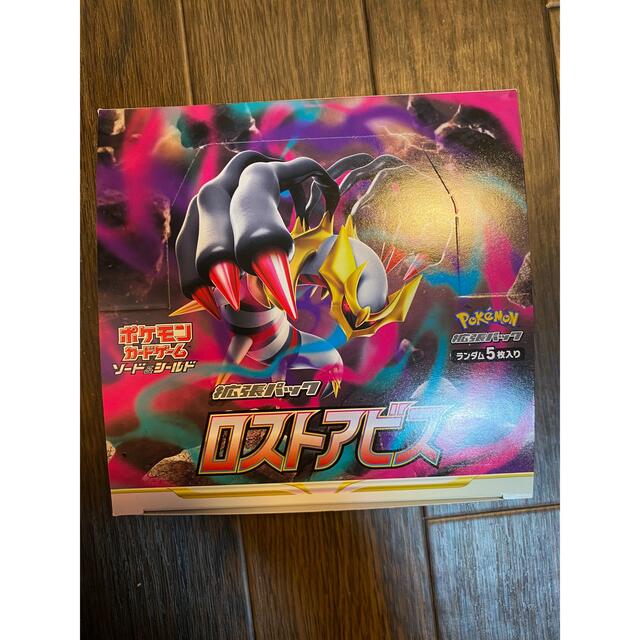 ポケモン
カードゲーム
ソード&シールド
Pokémon
拡張パック
ランダム5枚入り
拡張パック
ロストアビス